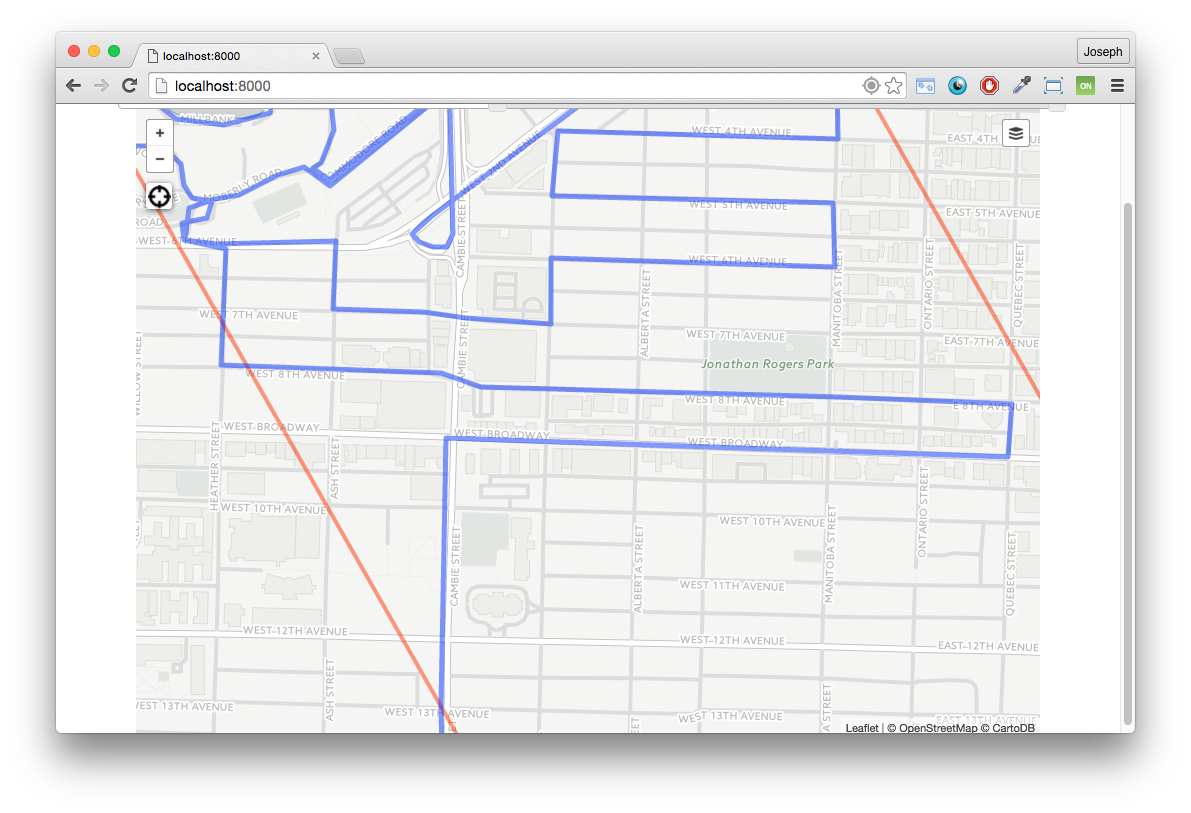 localhost:8000
Joseph
localhost:8000
ON
MILLBANK
COMMODORE ROAD
WEST 4TH AVENUE
EAST 4TH
WEST 2ND AVENUE
MOBERLY ROAD
ROAD
WEST 5TH AVENUE
EAST 5TH AVENUE
WEST 6TH AVENUE
CAMBIE STREET
WEST 6TH AVENUE
MANITOBA STREET
ONTARIO STREET
QUEBEC STREET
ALBERTA STREET
WEST 7TH AVENUE
CAMBIE STREET
WEST 7TH AVENUE
EAST 7TH AVENUE
WILLOW STREET
Jonathan Rogers Park
WEST 8TH AVENUE
WEST 8TH AVENUE
E 8TH AVENUE
WEST BROADWAY
WEST BROADWAY
WEST BROADWAY
HEATHER STREET
ASH STREET
ONTARIO STREET
WEST 10TH AVENUE
WEST 10TH AVENUE
CAMBIE STREET
ALBERTA STREET
MANITOBA STREET
QUEBEC STREET
WEST 11TH AVENUE
WEST 12TH AVENUE
WEST 12TH AVENUE
EAST 12TH AVENUE
ASH STREET
EST 13TH AVENUE
WEST 13TH AVENUE
WEST 13TH AVENUE
EAST 13TH AVENUE
A STREET
Leaflet | © OpenStreetMap © CartoDB